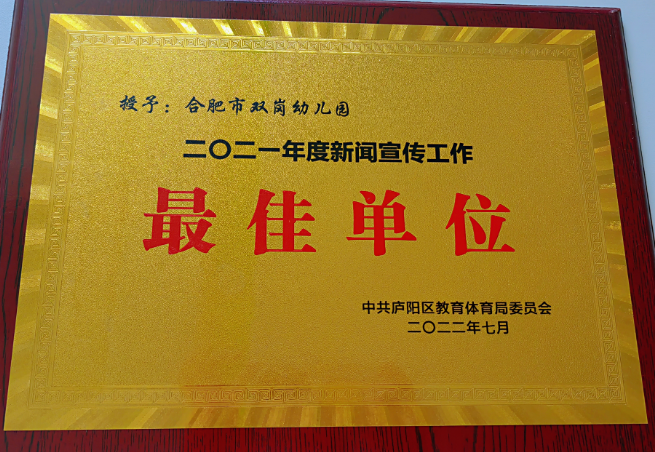 授予：合肥市双岗幼儿园
二〇二一年度新闻宣传工作
最佳单位
中共庐阳区教育体育局委员会
二〇二二年七月